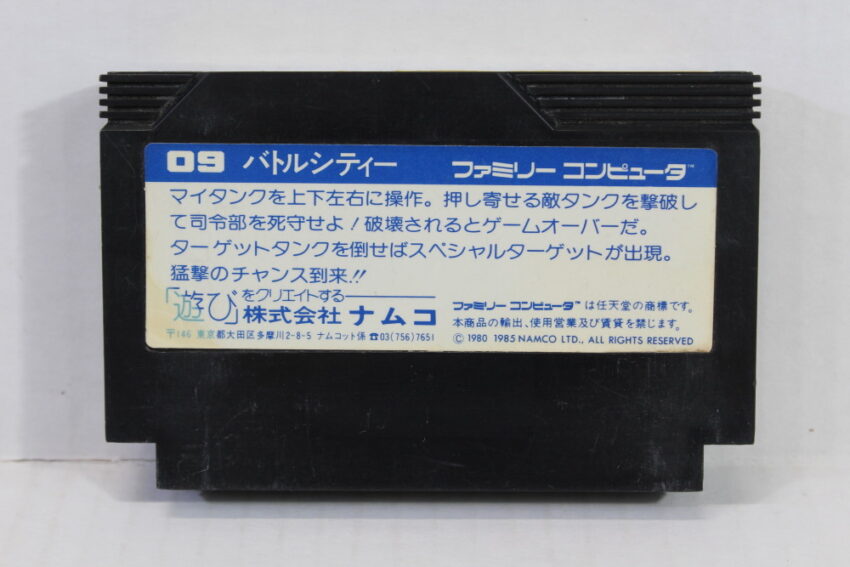 09 バトルシティー ファミリー コンピュータ™
マイタンクを上下左右に操作。押し寄せる敵タンクを撃破し
て司令部を死守せよ!破壊されるとゲームオーバーだ。
ターゲットタンクを倒せばスペシャルターゲットが出現。
猛撃のチャンス到来!!
「遊び」をクリエイトする
株式会社 ナムコ
〒146 東京都大田区多摩川2-8-5 ナムコット係 ☎03(756)7651
ファミリー コンピュータ™は任天堂の商標です。
本商品の輸出、使用営業及び賃貸を禁じます。
© 1980 1985 NAMCO LTD., ALL RIGHTS RESERVED